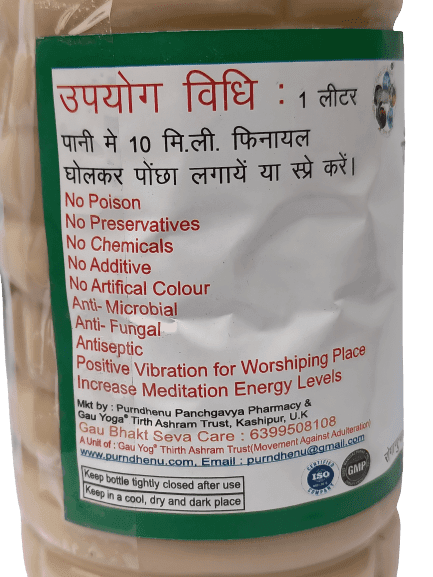 उपयोग विधि : 1 लीटर
पानी मे 10 मि.ली. फिनायल
घोलकर पोंछा लगायें या स्प्रे करें।
No Poison
No Preservatives
No Chemicals
No Additive
No Artifical Colour
Anti- Microbial
Anti- Fungal
Antiseptic
Positive Vibration for Worshiping Place
Increase Meditation Energy Levels
Mkt by : Purndhenu Panchgavya Pharmacy &
Gau Yoga® Tirth Ashram Trust, Kashipur, U.K
Gau Bhakt Seva Care : 6399508108
A Unit of : Gau Yog® Thirth Ashram Trust(Movement Against Adulteration)
www.purndhenu.com, Email : purndhenu@gmail.com
CERTIFIED
ISO
COMPANY
GMP
Keep bottle tightly closed after use
Keep in a cool, dry and dark place